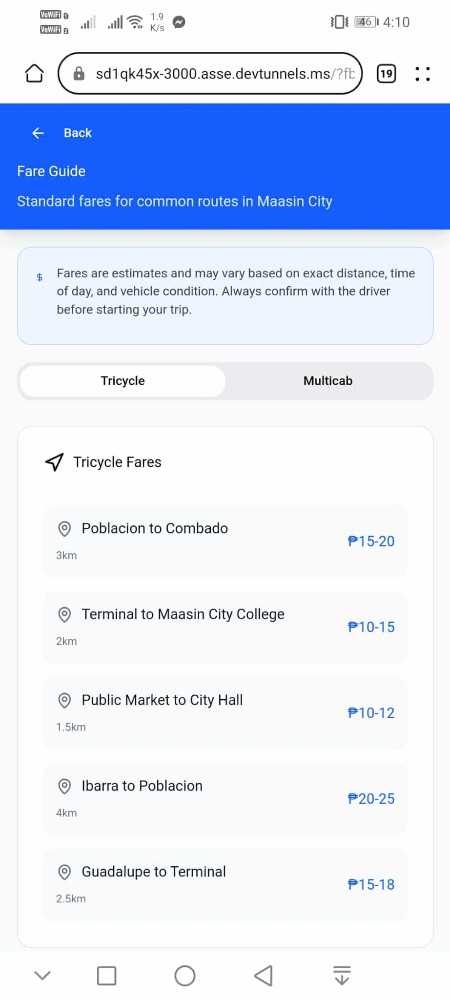 VoWiFi 1
VoWiFi 2
1.9
K/s
46
4:10
sd1qk45x-3000.asse.devtunnels.ms/?fb
19
Back
Fare Guide
Standard fares for common routes in Maasin City
$
Fares are estimates and may vary based on exact distance, time
of day, and vehicle condition. Always confirm with the driver
before starting your trip.
Tricycle
Multicab
Tricycle Fares
Poblacion to Combado
₱15-20
3km
Terminal to Maasin City College
₱10-15
2km
Public Market to City Hall
₱10-12
1.5km
Ibarra to Poblacion
₱20-25
4km
Guadalupe to Terminal
₱15-18
2.5km